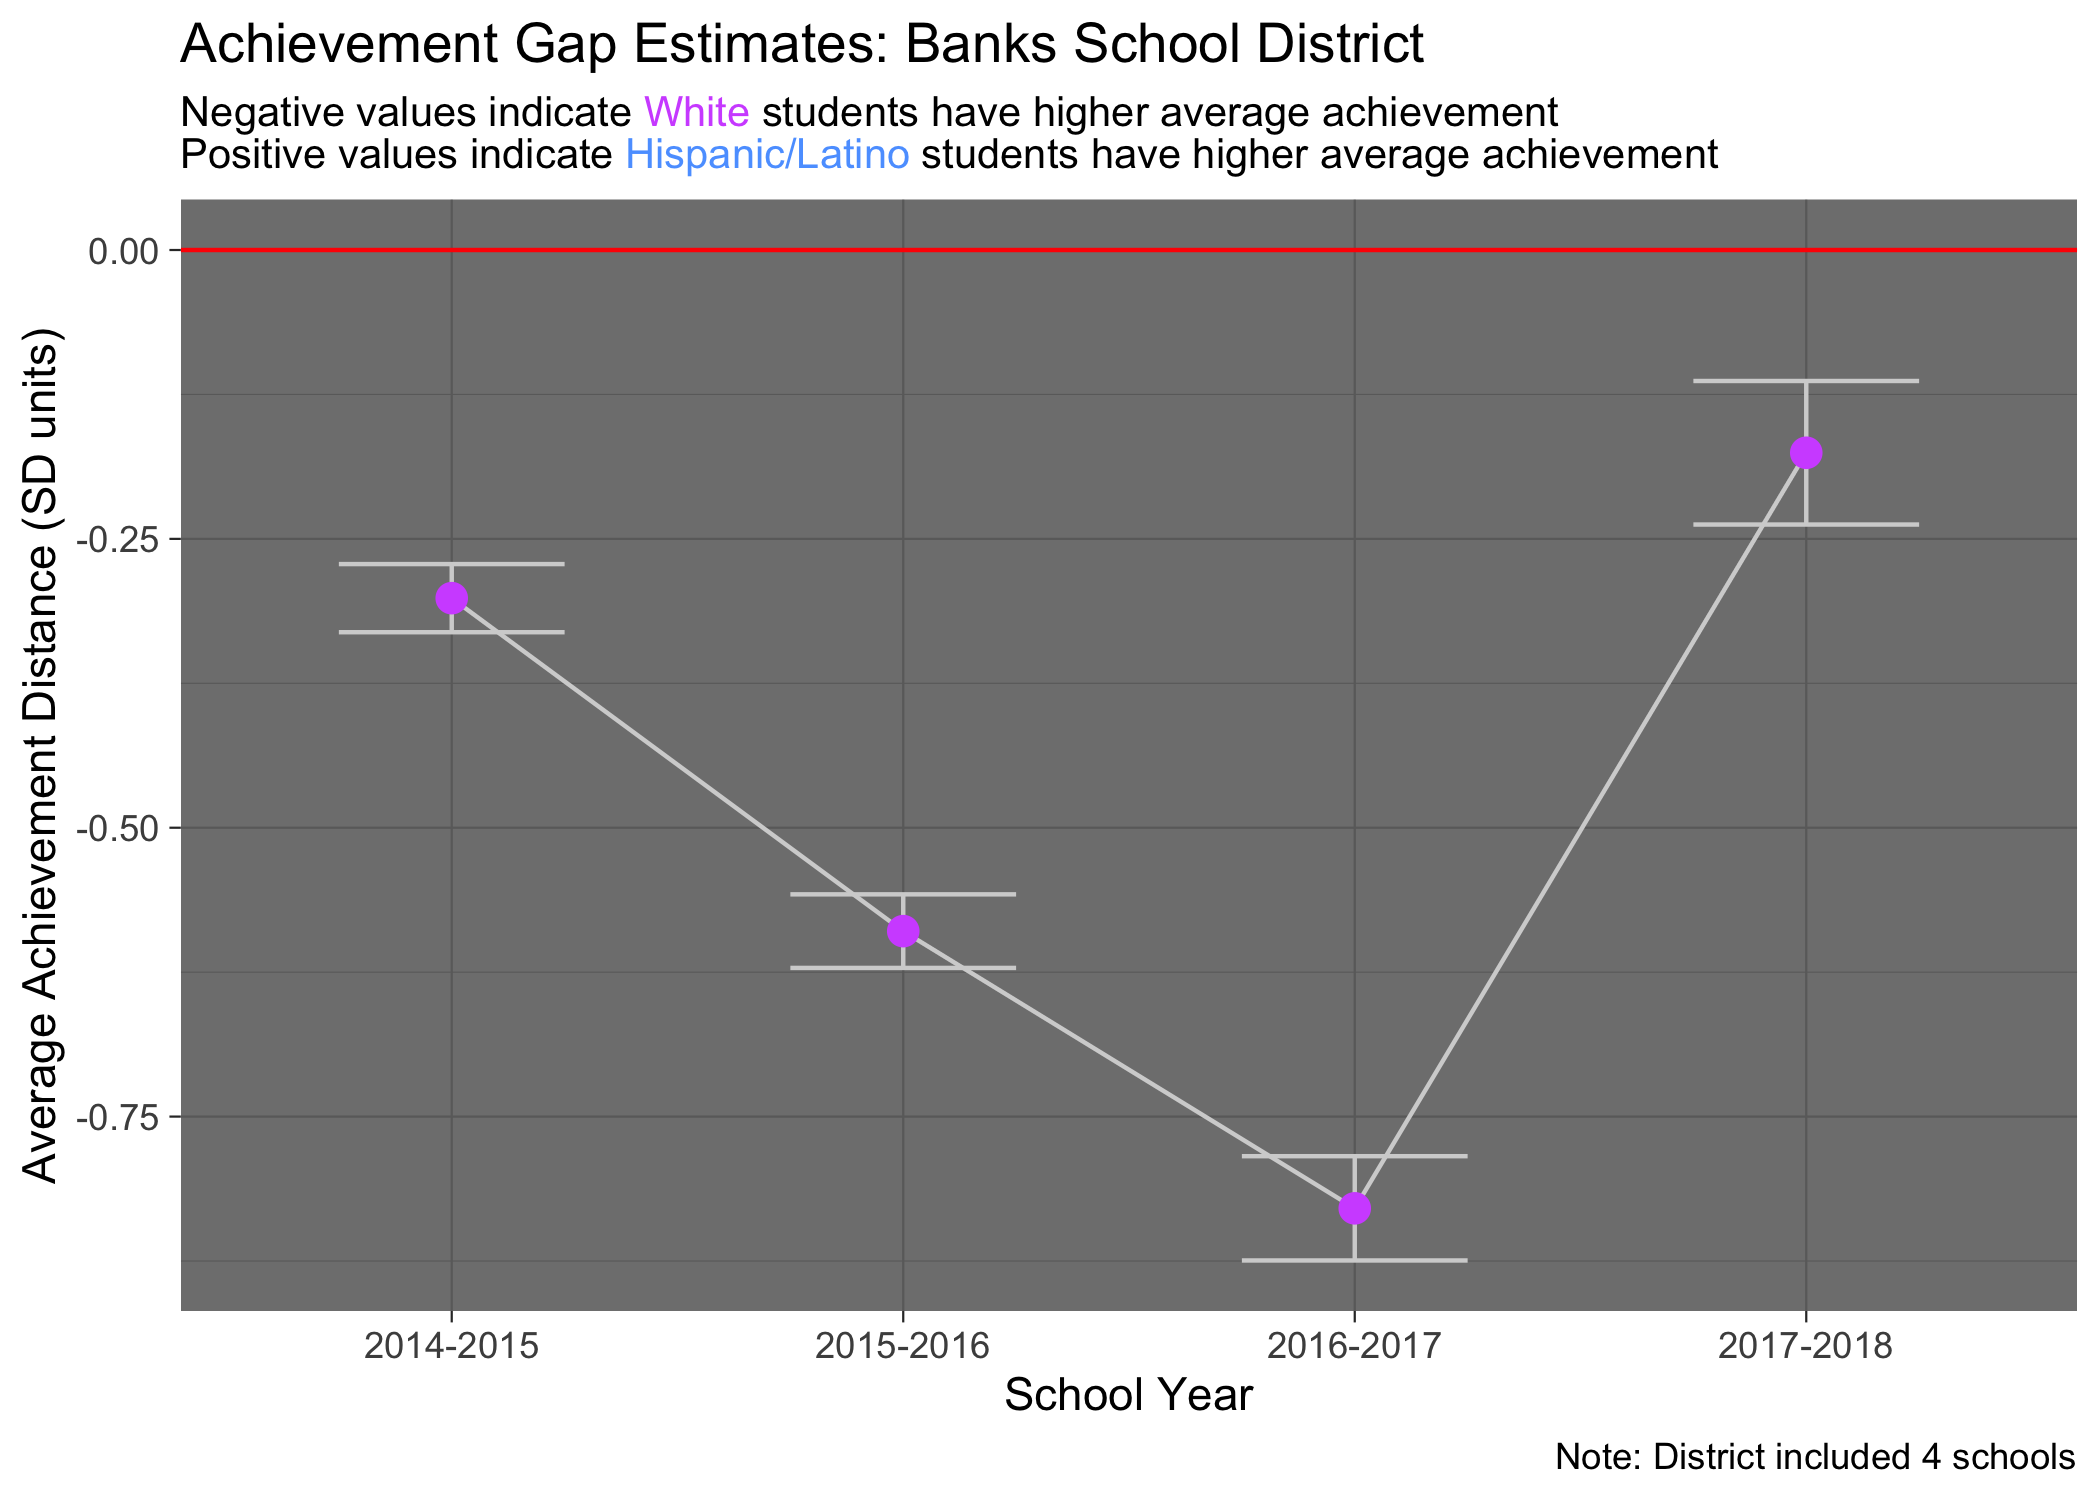 Achievement Gap Estimates: Banks School District
Negative values indicate White students have higher average achievement
Positive values indicate Hispanic/Latino students have higher average achievement
Average Achievement Distance (SD units)
0.00
-0.25
-0.50
-0.75
2014-2015
2015-2016
2016-2017
2017-2018
School Year
Note: District included 4 schools